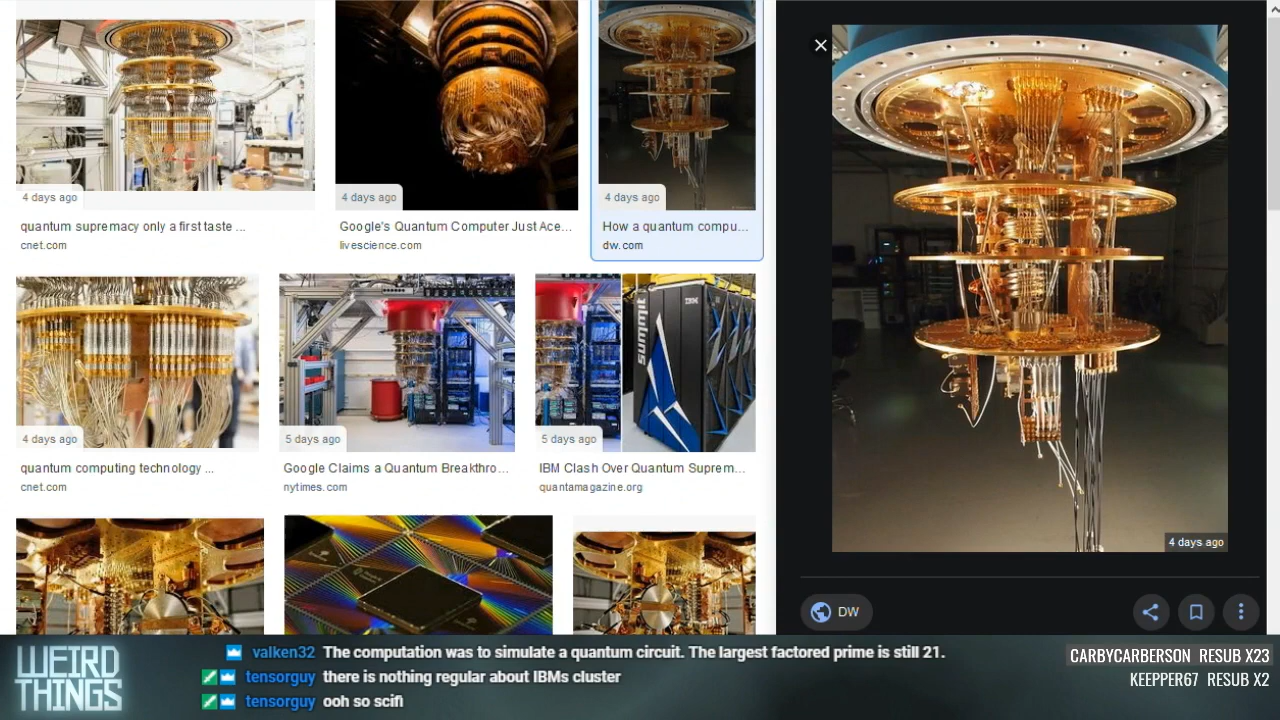 4 days ago
4 days ago
4 days ago
quantum supremacy only a first taste ...
cnet.com
Google's Quantum Computer Just Ace...
livescience.com
How a quantum compu...
dw.com
summit
IBM
4 days ago
5 days ago
5 days ago
quantum computing technology ...
cnet.com
Google Claims a Quantum Breakthro...
nytimes.com
IBM Clash Over Quantum Suprem...
quantamagazine.org
4 days ago
DW
WEIRD
THINGS
valken32 The computation was to simulate a quantum circuit. The largest factored prime is still 21.
tensorguy there is nothing regular about IBMs cluster
tensorguy ooh so scifi
CARBYCARBERSON RESUB X23
KEEPPER67 RESUB X2